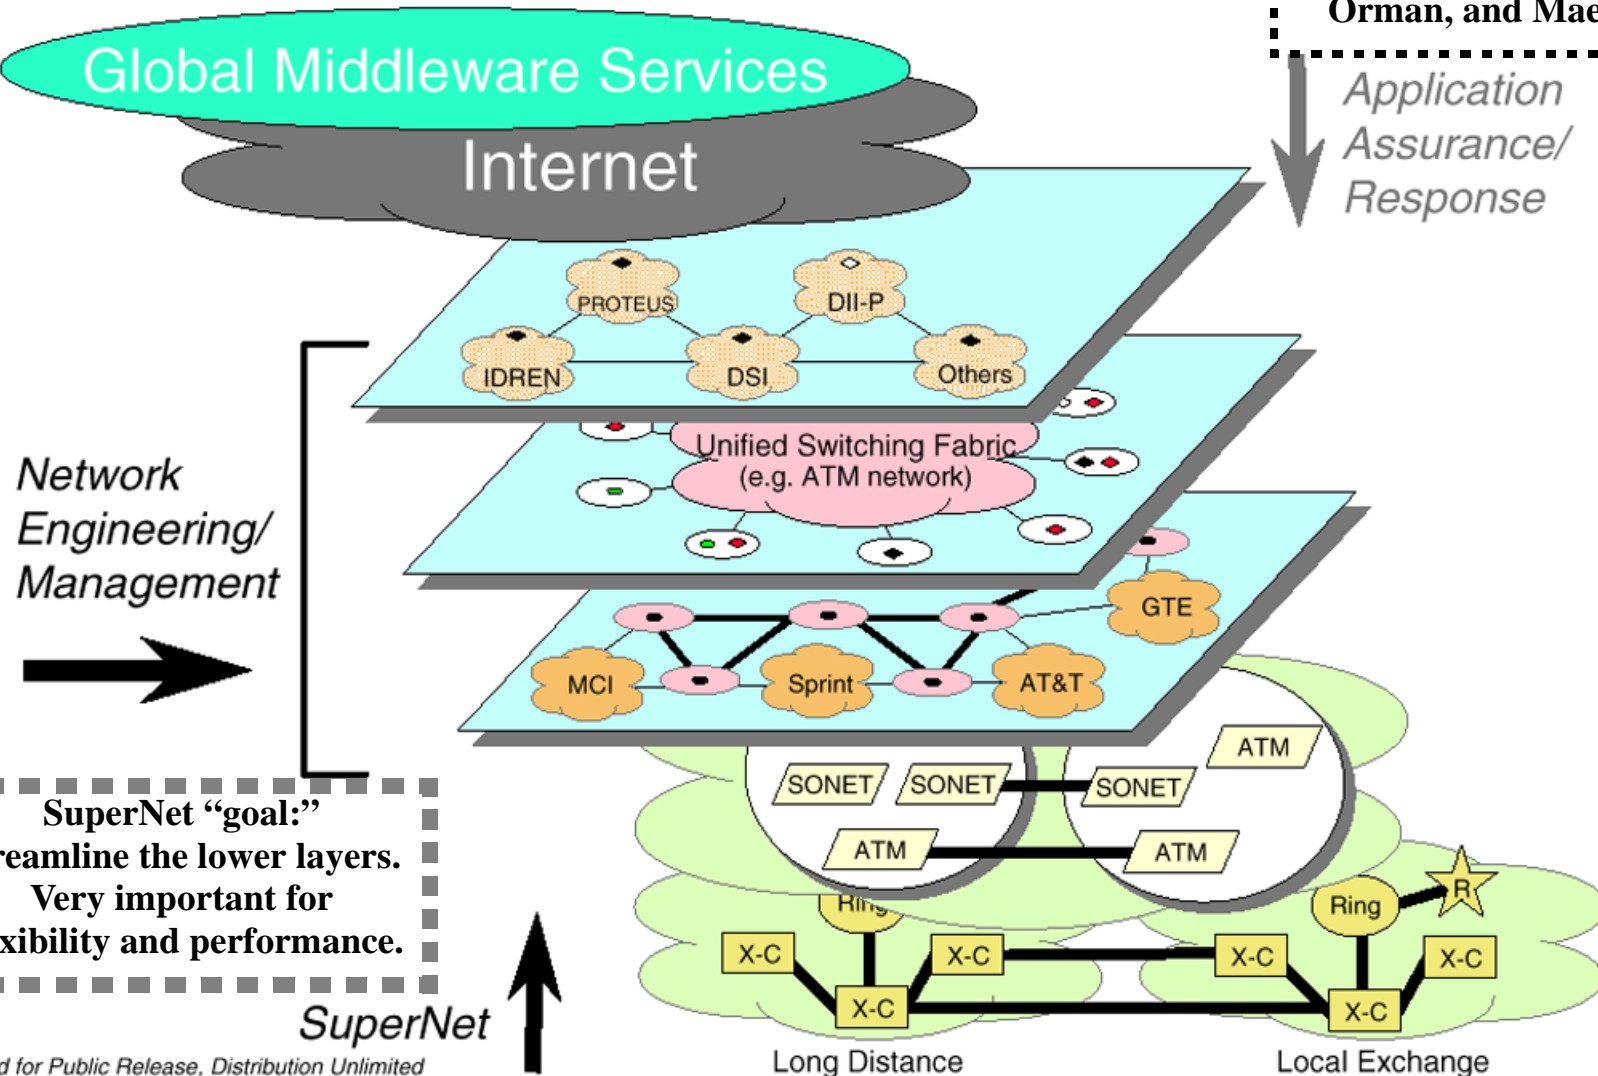 Orman, and Mae
Global Middleware Services
Internet
Application
Assurance/
Response
PROTEUS
DII-P
IDREN
DSI
Others
Unified Switching Fabric
(e.g. ATM network)
Network
Engineering/
Management
GTE
MCI
Sprint
AT&T
ATM
SONET
SONET
SONET
ATM
ATM
SuperNet “goal:”
reamline the lower layers.
Very important for
xibility and performance.
Ring
Ring
R
X-C
X-C
X-C
X-C
X-C
X-C
SuperNet
d for Public Release, Distribution Unlimited
Long Distance
Local Exchange